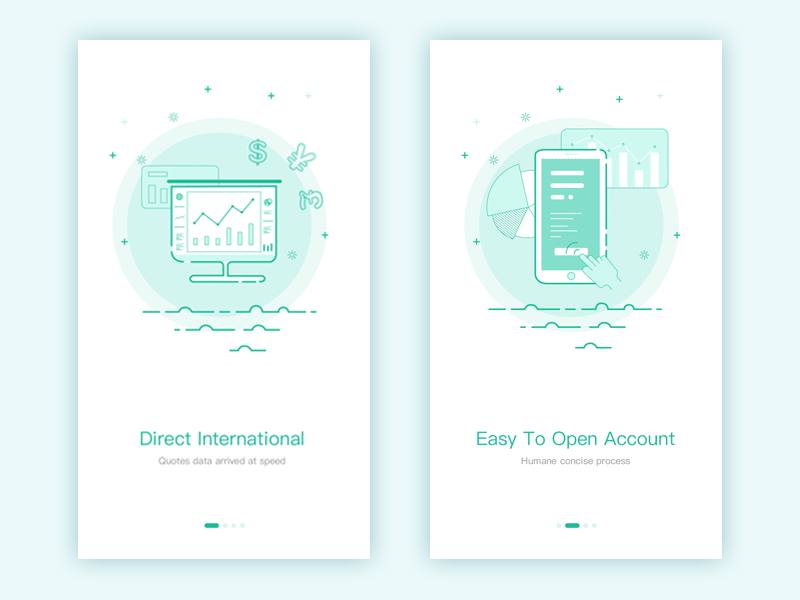 $
¥
Direct International
Quotes data arrived at speed
Easy To Open Account
Humane concise process